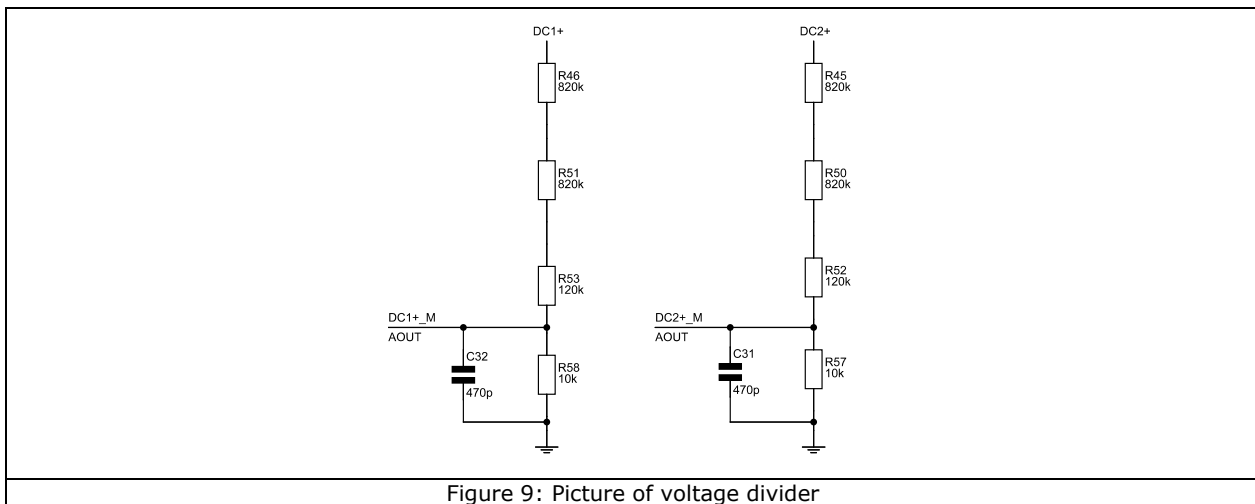 DC1+
R46
820k
R51
820k
R53
120k
DC1+_M
AOUT
C32
470p
R58
10k
DC2+
R45
820k
R50
820k
R52
120k
DC2+_M
AOUT
C31
470p
R57
10k
Figure 9: Picture of voltage divider